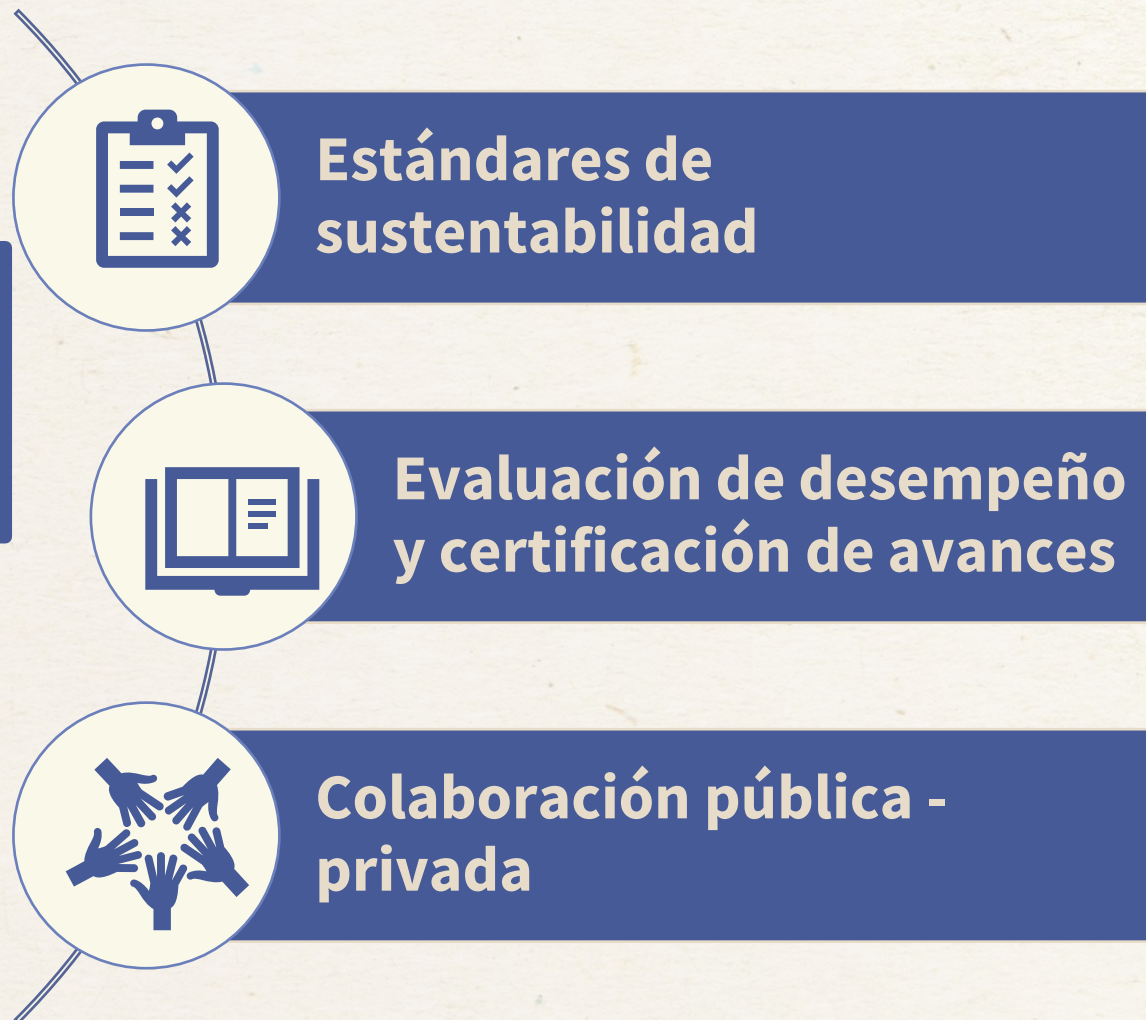 Estándares de
sustentabilidad
Evaluación de desempeño
y certificación de avances
Colaboración pública -
privada